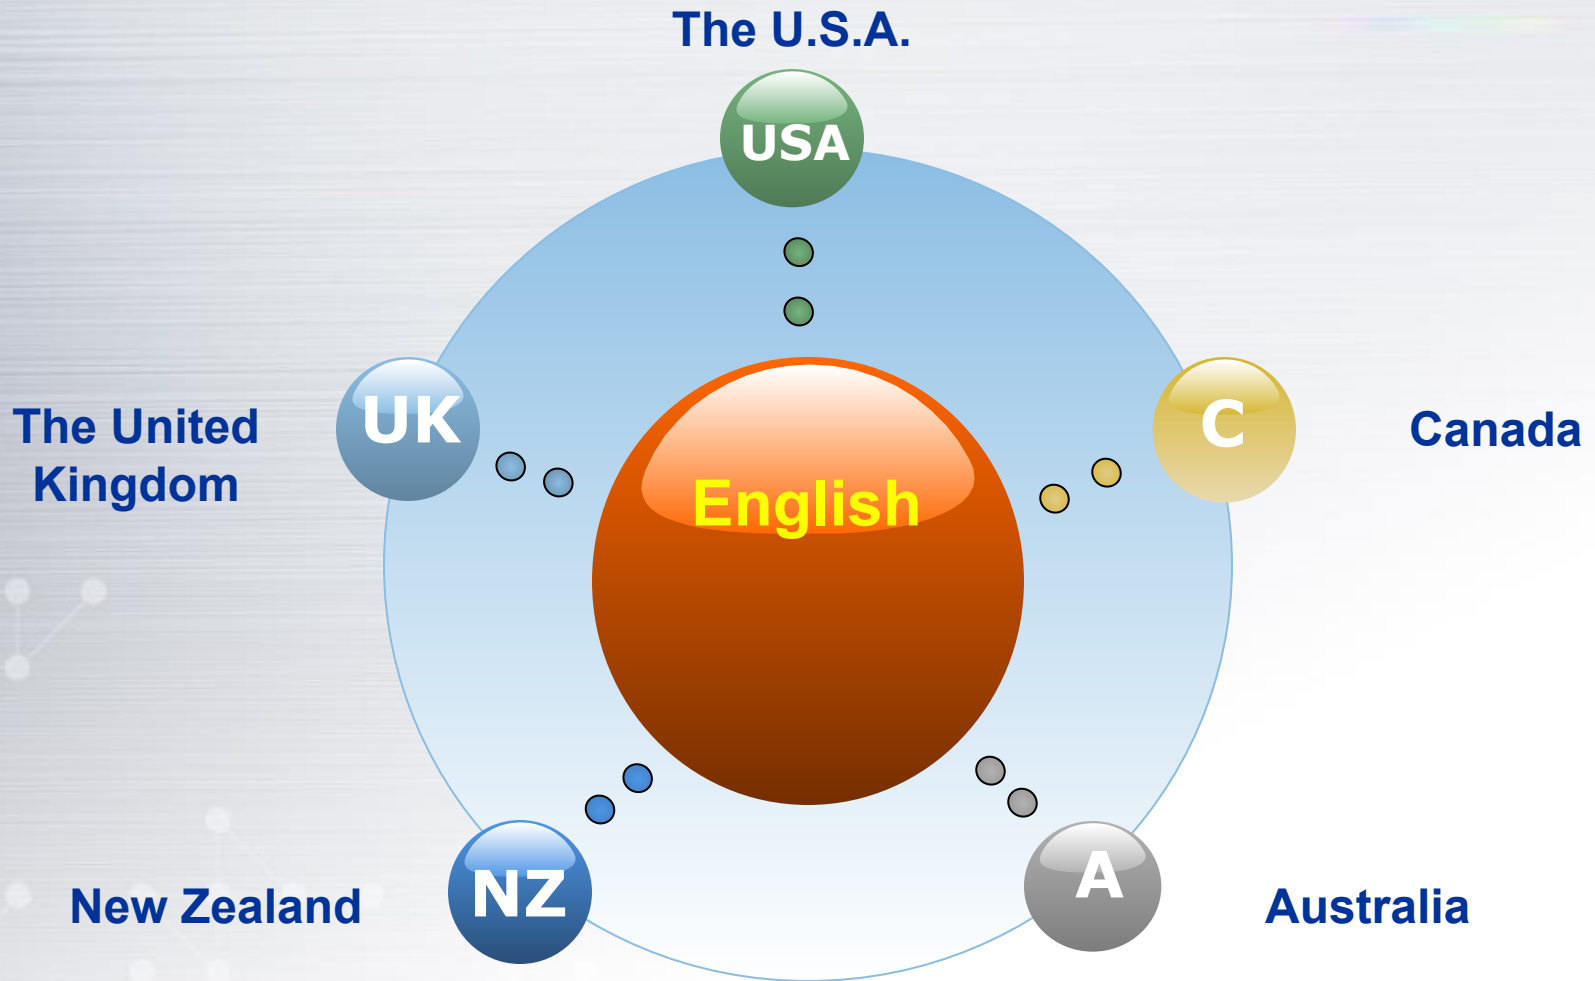 The U.S.A.
USA
The United
Kingdom
UK
C
Canada
English
New Zealand
NZ
A
Australia